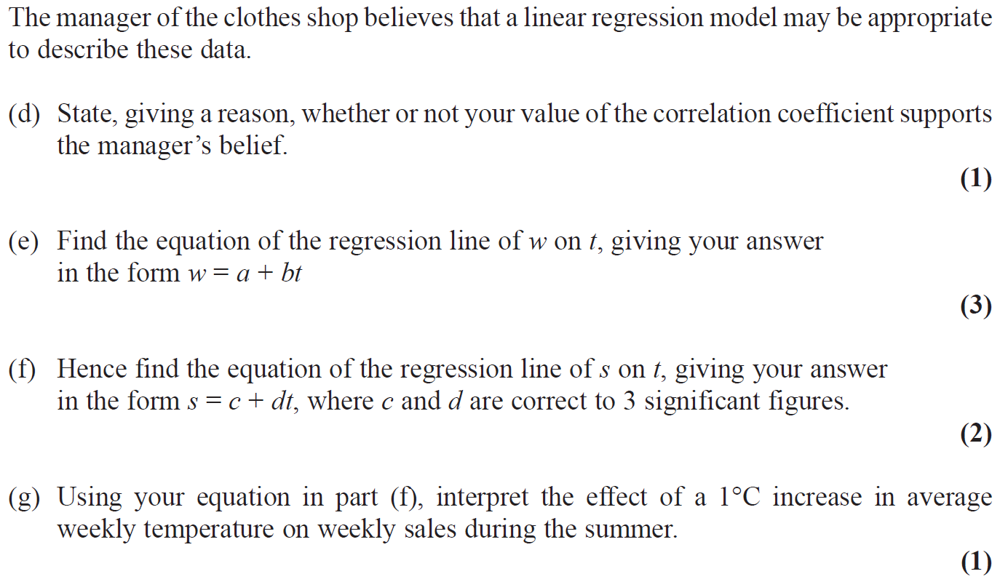 The manager of the clothes shop believes that a linear regression model may be appropriate
to describe these data.
(d) State, giving a reason, whether or not your value of the correlation coefficient supports
the manager’s belief.
(1)
(e) Find the equation of the regression line of w on t, giving your answer
in the form w = a + bt
(3)
(f) Hence find the equation of the regression line of s on t, giving your answer
in the form s = c + dt, where c and d are correct to 3 significant figures.
(2)
(g) Using your equation in part (f), interpret the effect of a 1°C increase in average
weekly temperature on weekly sales during the summer.
(1)